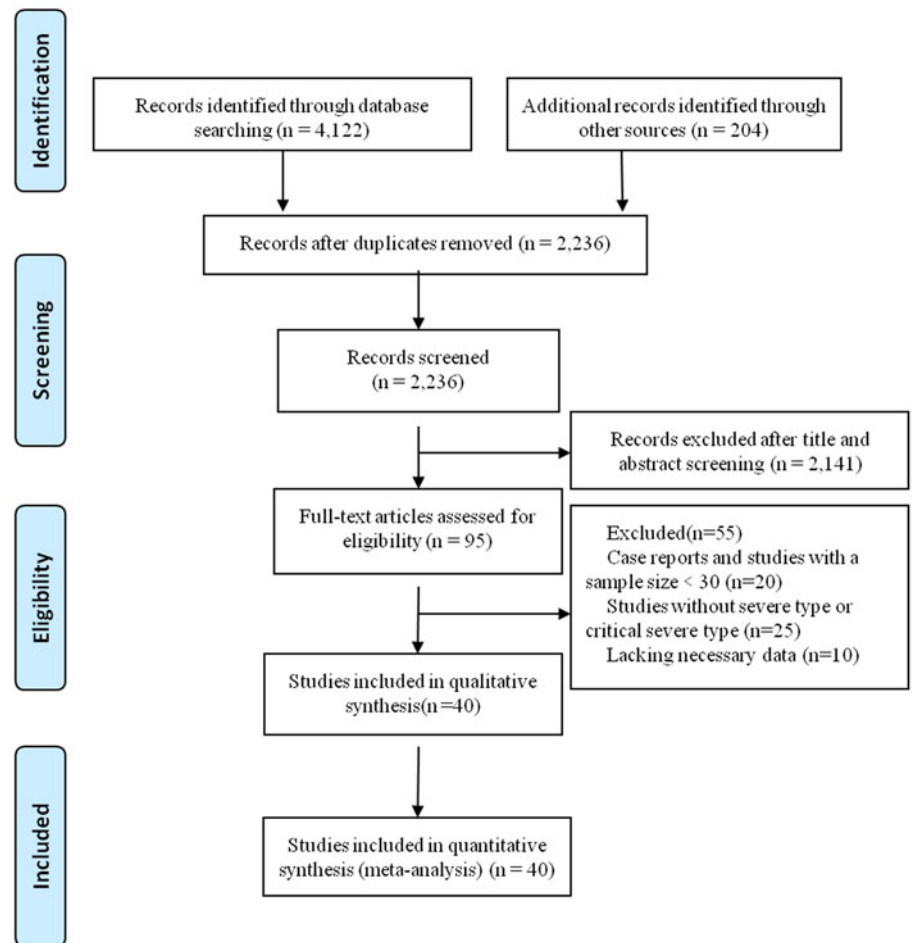 Identification
Records identified through database
searching (n = 4,122)
Additional records identified through
other sources (n = 204)
Records after duplicates removed (n = 2,236)
Screening
Records screened
(n = 2,236)
Records excluded after title and
abstract screening (n = 2,141)
Eligibility
Full-text articles assessed for
eligibility (n = 95)
Excluded(n=55)
Case reports and studies with a
sample size < 30 (n=20)
Studies without severe type or
critical severe type (n=25)
Lacking necessary data (n=10)
Studies included in qualitative
synthesis(n =40)
Included
Studies included in quantitative
synthesis (meta-analysis) (n = 40)